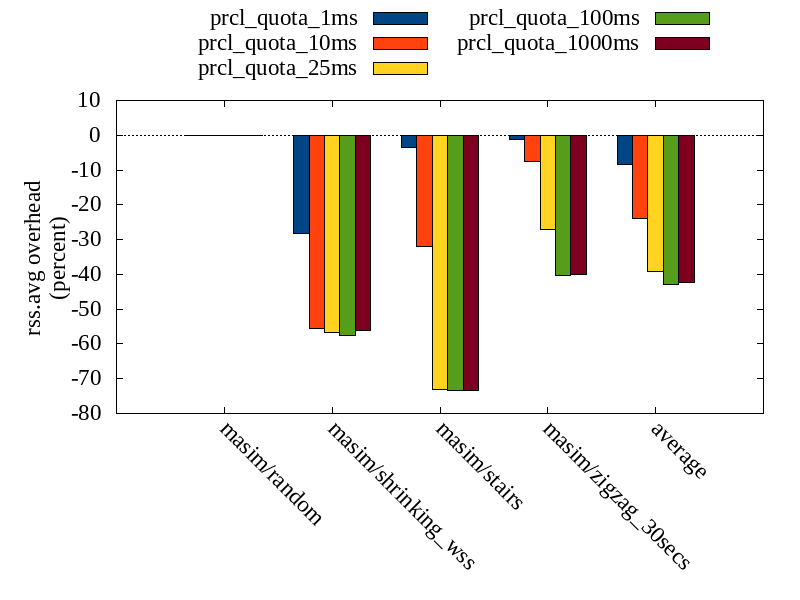 prcl_quota_1ms
prcl_quota_10ms
prcl_quota_25ms
prcl_quota_100ms
prcl_quota_1000ms
rss.avg overhead
(percent)
10
0
-10
-20
-30
-40
-50
-60
-70
-80
masim/random
masim/shrinking_wss
masim/stairs
masim/zigzag_30secs
average